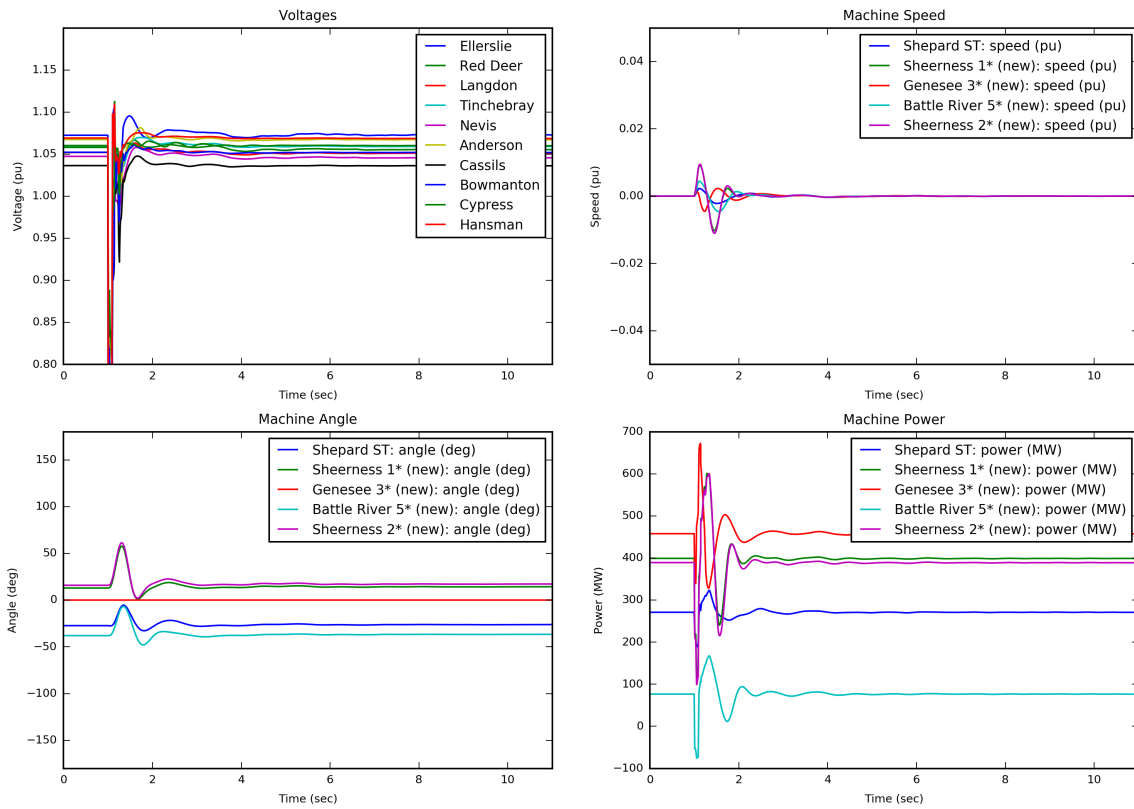 Voltages
1.15
1.10
1.05
1.00
0.95
0.90
0.85
0.80
Voltage (pu)
0
2
4
6
8
10
Time (sec)
Ellerslie
Red Deer
Langdon
Tinchebray
Nevis
Anderson
Cassils
Bowmanton
Cypress
Hansman
Machine Speed
0.04
0.02
0.00
−0.02
−0.04
Speed (pu)
0
2
4
6
8
10
Time (sec)
Shepard ST: speed (pu)
Sheerness 1* (new): speed (pu)
Genesee 3* (new): speed (pu)
Battle River 5* (new): speed (pu)
Sheerness 2* (new): speed (pu)
Machine Angle
150
100
50
0
−50
−100
−150
Angle (deg)
0
2
4
6
8
10
Time (sec)
Shepard ST: angle (deg)
Sheerness 1* (new): angle (deg)
Genesee 3* (new): angle (deg)
Battle River 5* (new): angle (deg)
Sheerness 2* (new): angle (deg)
Machine Power
700
600
500
400
300
200
100
0
−100
Power (MW)
0
2
4
6
8
10
Time (sec)
Shepard ST: power (MW)
Sheerness 1* (new): power (MW)
Genesee 3* (new): power (MW)
Battle River 5* (new): power (MW)
Sheerness 2* (new): power (MW)